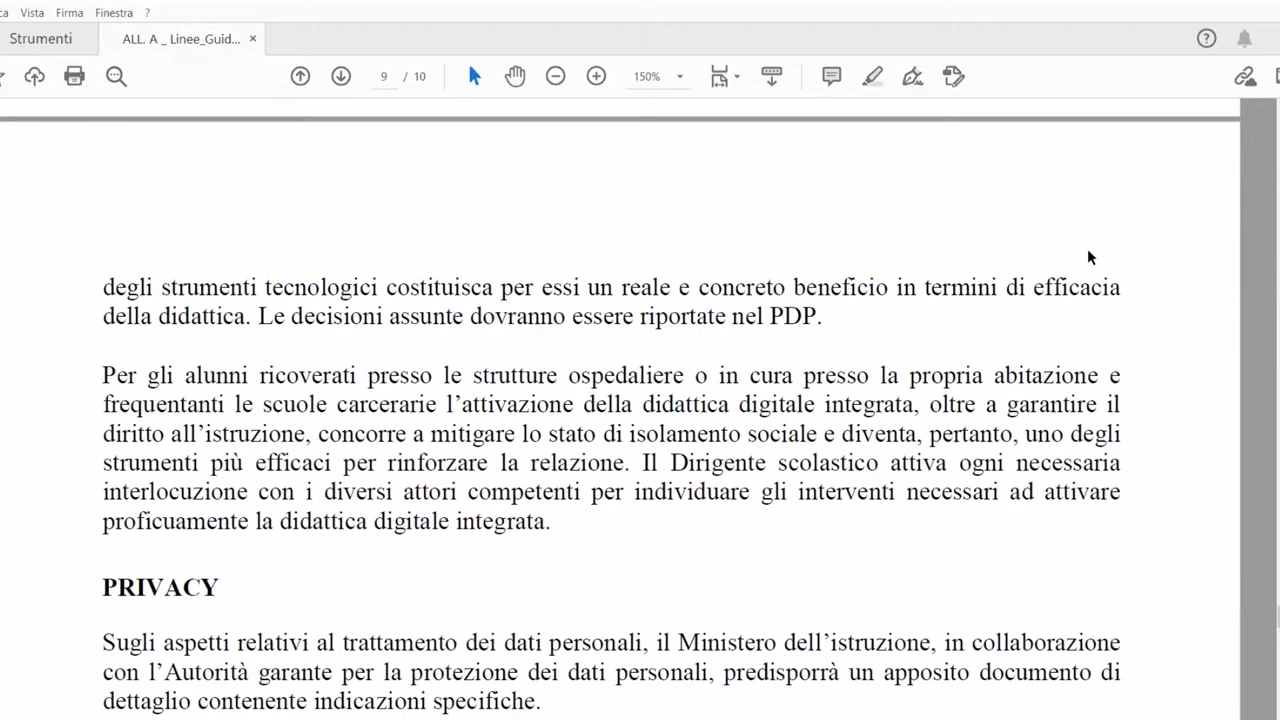 Vista Firma Finestra ?
Strumenti ALL. A _ Linee_Guid... ×
9 / 10 150%
degli strumenti tecnologici costituisca per essi un reale e concreto beneficio in termini di efficacia
della didattica. Le decisioni assunte dovranno essere riportate nel PDP.
Per gli alunni ricoverati presso le strutture ospedaliere o in cura presso la propria abitazione e
frequentanti le scuole carcerarie l’attivazione della didattica digitale integrata, oltre a garantire il
diritto all’istruzione, concorre a mitigare lo stato di isolamento sociale e diventa, pertanto, uno degli
strumenti più efficaci per rinforzare la relazione. Il Dirigente scolastico attiva ogni necessaria
interlocuzione con i diversi attori competenti per individuare gli interventi necessari ad attivare
proficuamente la didattica digitale integrata.
PRIVACY
Sugli aspetti relativi al trattamento dei dati personali, il Ministero dell’istruzione, in collaborazione
con l’Autorità garante per la protezione dei dati personali, predisporrà un apposito documento di
dettaglio contenente indicazioni specifiche.